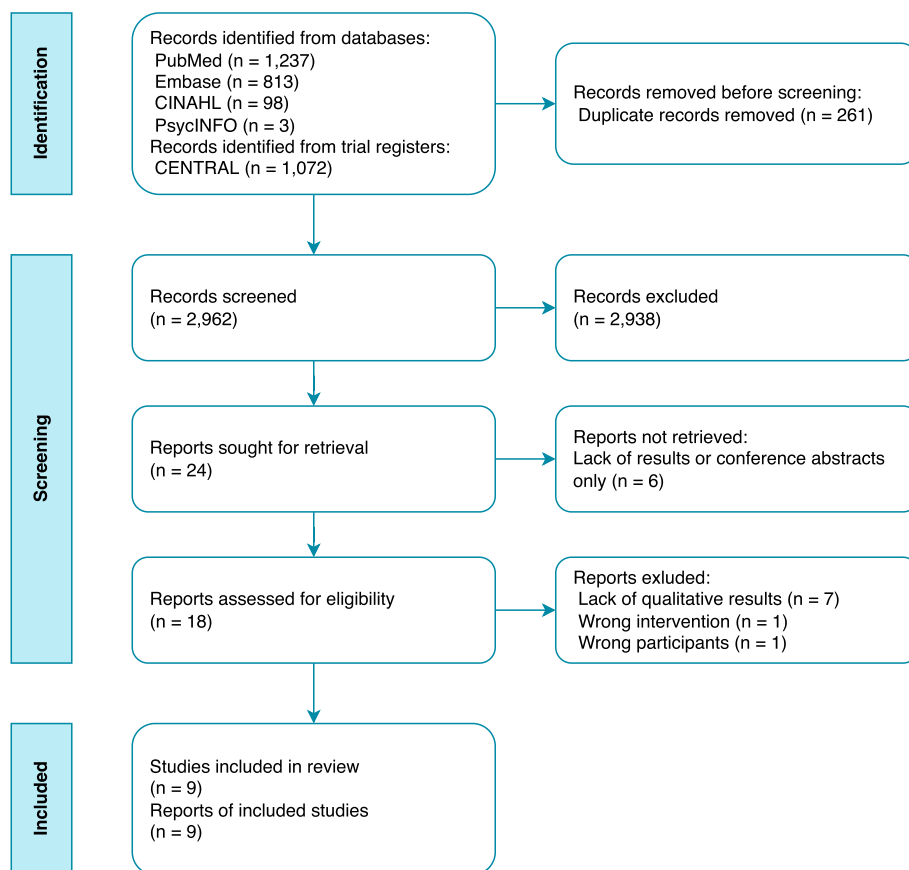 Identification
Records identified from databases:
PubMed (n = 1,237)
Embase (n = 813)
CINAHL (n = 98)
PsycINFO (n = 3)
Records identified from trial registers:
CENTRAL (n = 1,072)
Records removed before screening:
Duplicate records removed (n = 261)
Screening
Records screened
(n = 2,962)
Records excluded
(n = 2,938)
Reports sought for retrieval
(n = 24)
Reports not retrieved:
Lack of results or conference abstracts
only (n = 6)
Reports assessed for eligibility
(n = 18)
Reports exluded:
Lack of qualitative results (n = 7)
Wrong intervention (n = 1)
Wrong participants (n = 1)
Included
Studies included in review
(n = 9)
Reports of included studies
(n = 9)